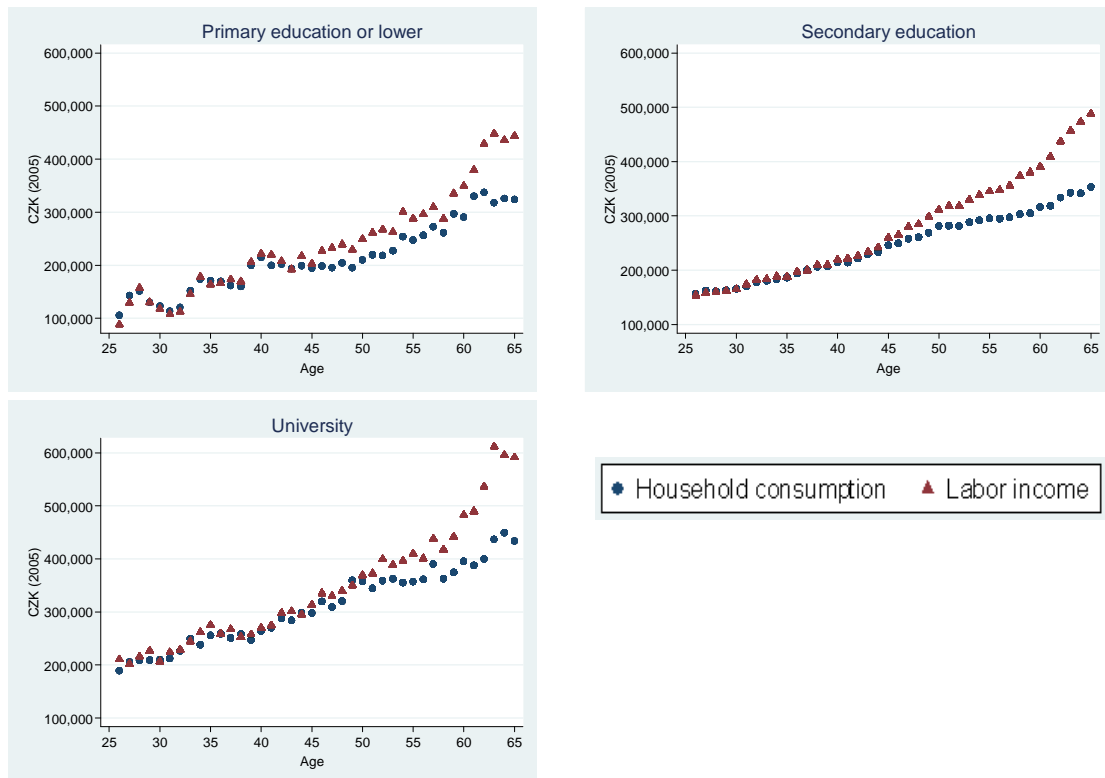 Primary education or lower
600,000
500,000
400,000
300,000
200,000
100,000
CZK (2005)
25 30 35 40 45 50 55 60 65
Age
Secondary education
600,000
500,000
400,000
300,000
200,000
100,000
CZK (2005)
25 30 35 40 45 50 55 60 65
Age
University
600,000
500,000
400,000
300,000
200,000
100,000
CZK (2005)
25 30 35 40 45 50 55 60 65
Age
Household consumption Labor income